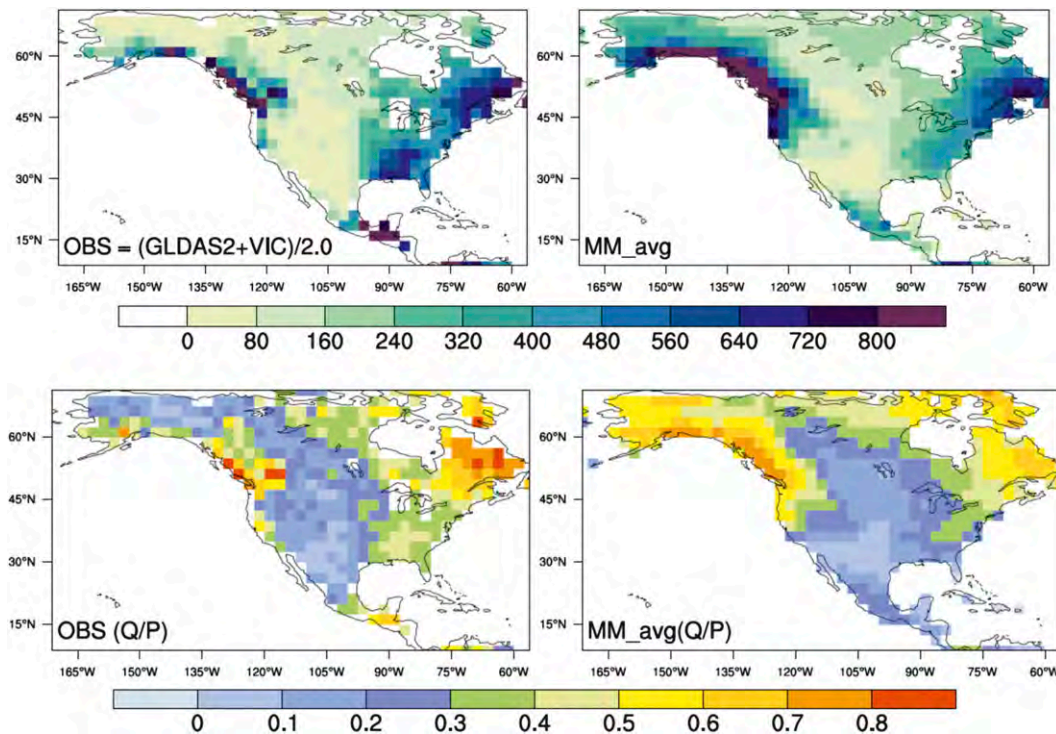 60°N
45°N
30°N
15°N
OBS = (GLDAS2+VIC)/2.0
165°W 150°W 135°W 120°W 105°W 90°W 75°W 60°W
60°N
45°N
30°N
15°N
MM_avg
165°W 150°W 135°W 120°W 105°W 90°W 75°W 60°W
0 80 160 240 320 400 480 560 640 720 800
60°N
45°N
30°N
15°N
OBS (Q/P)
165°W 150°W 135°W 120°W 105°W 90°W 75°W 60°W
60°N
45°N
30°N
15°N
MM_avg(Q/P)
165°W 150°W 135°W 120°W 105°W 90°W 75°W 60°W
0 0.1 0.2 0.3 0.4 0.5 0.6 0.7 0.8